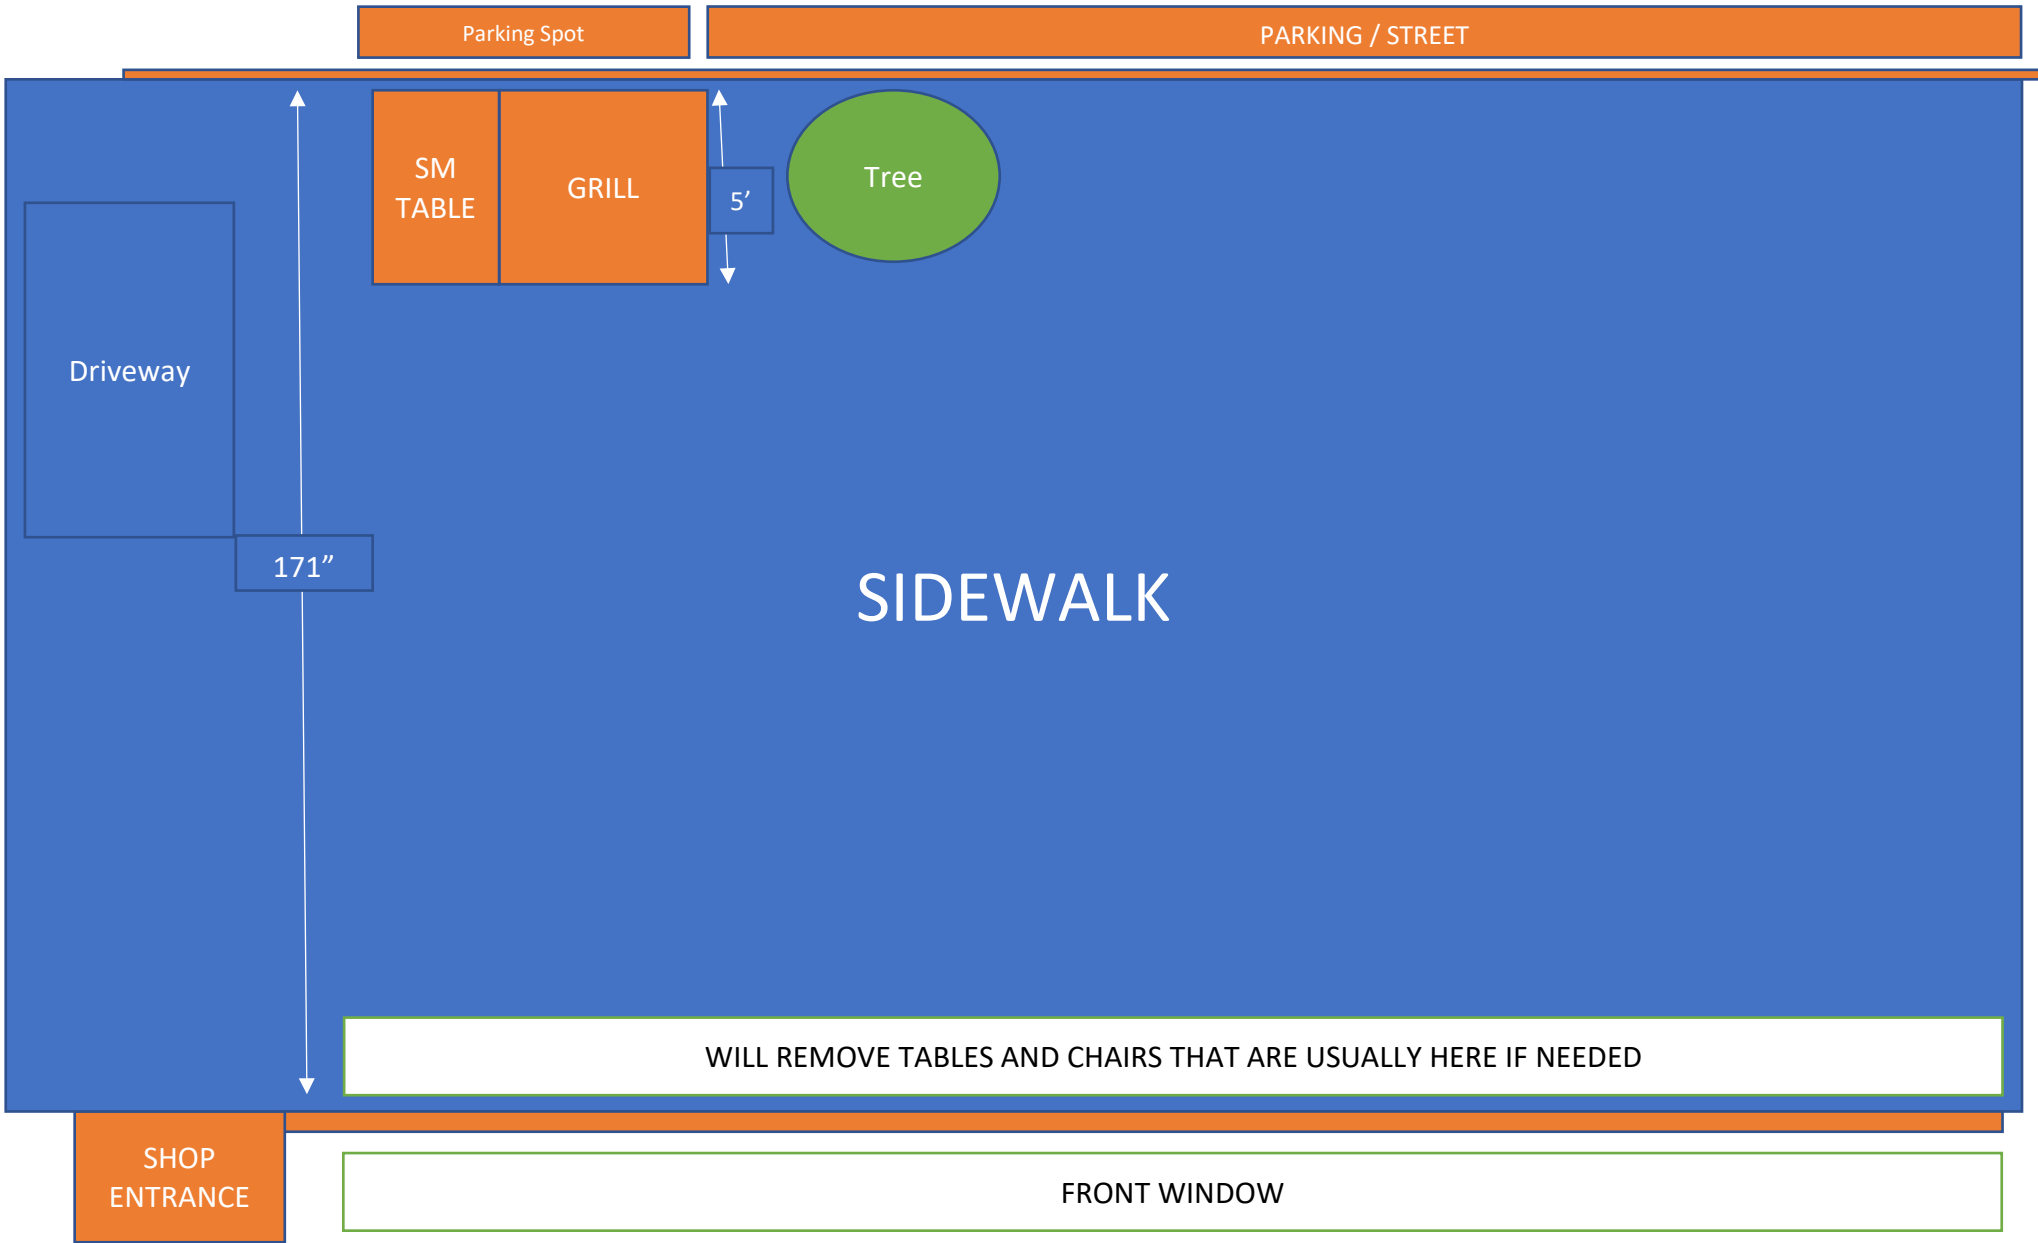 Parking Spot
PARKING / STREET
SM
TABLE
GRILL
5’
Tree
Driveway
171”
SIDEWALK
WILL REMOVE TABLES AND CHAIRS THAT ARE USUALLY HERE IF NEEDED
SHOP
ENTRANCE
FRONT WINDOW